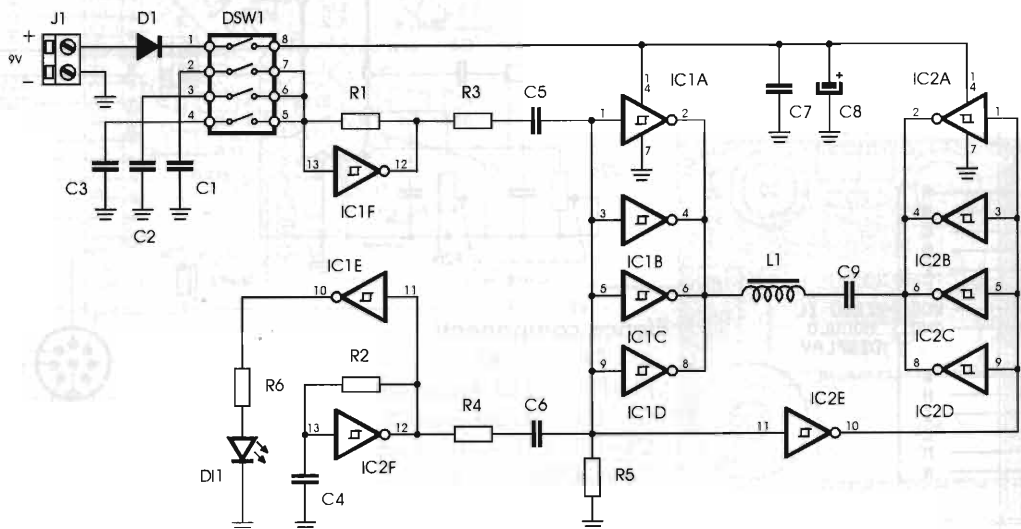 J1 D1 DSW1
+ 1 8
9V
- 2 7
3 6
4 5
C3 C2 C1
R1 R3 C5
13 12
IC1F
IC1A
1 4 2 7
3 4
IC1B
5 6
IC1C
9 8
IC1D
C7 + C8
IC2A
2 4 1 7
4 3
IC2B
6 5
IC2C
8 9
IC2D
L1 C9
IC1E
10 11
R2
R6
13 12
IC2F
R4 C6
IC2E
11 10
DI1
C4
R5